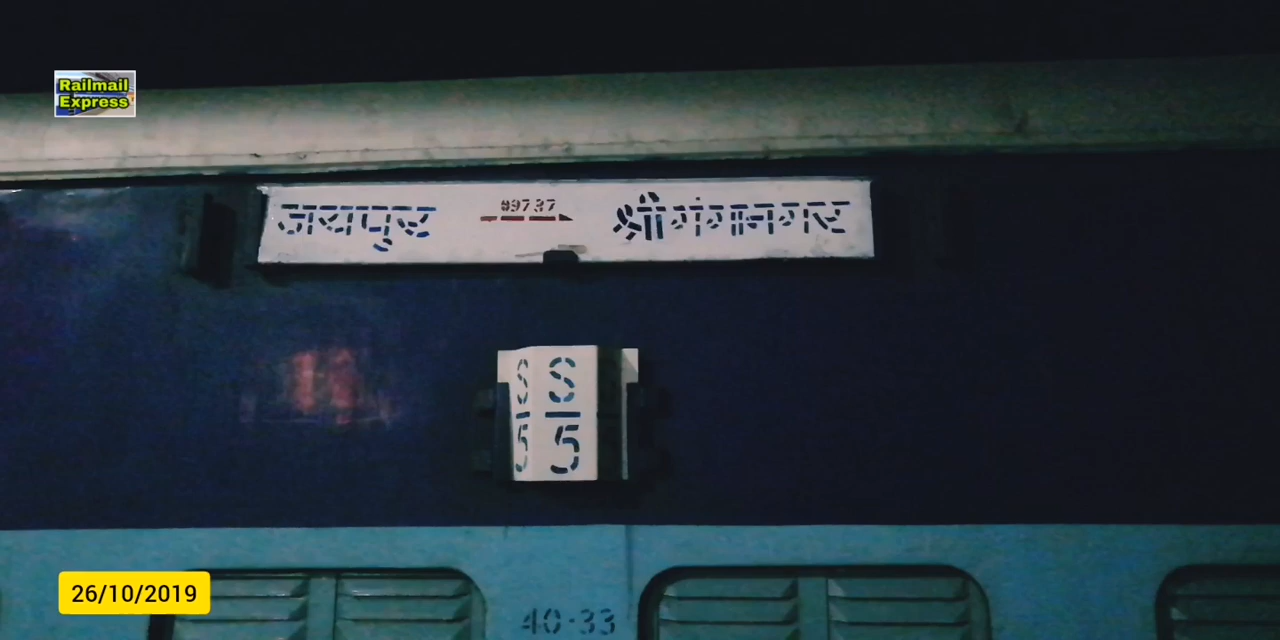 Railmail
Express
जयपुर 09737 श्रीगंगानगर
S
5
S
5
26/10/2019
40-33